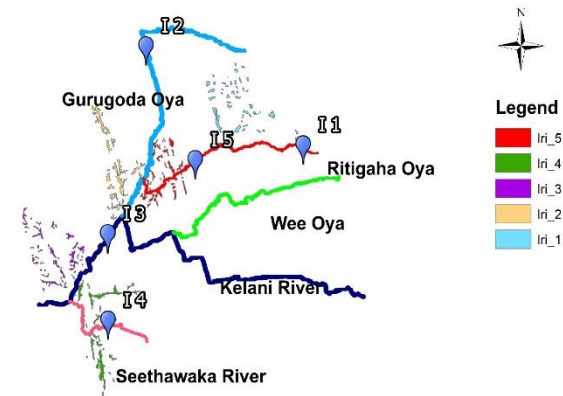 I2
N
Gurugoda Oya
I1
I5
Ritigaha Oya
I3
Wee Oya
Kelani River
I4
Seethawaka River
Legend
Iri_5
Iri_4
Iri_3
Iri_2
Iri_1